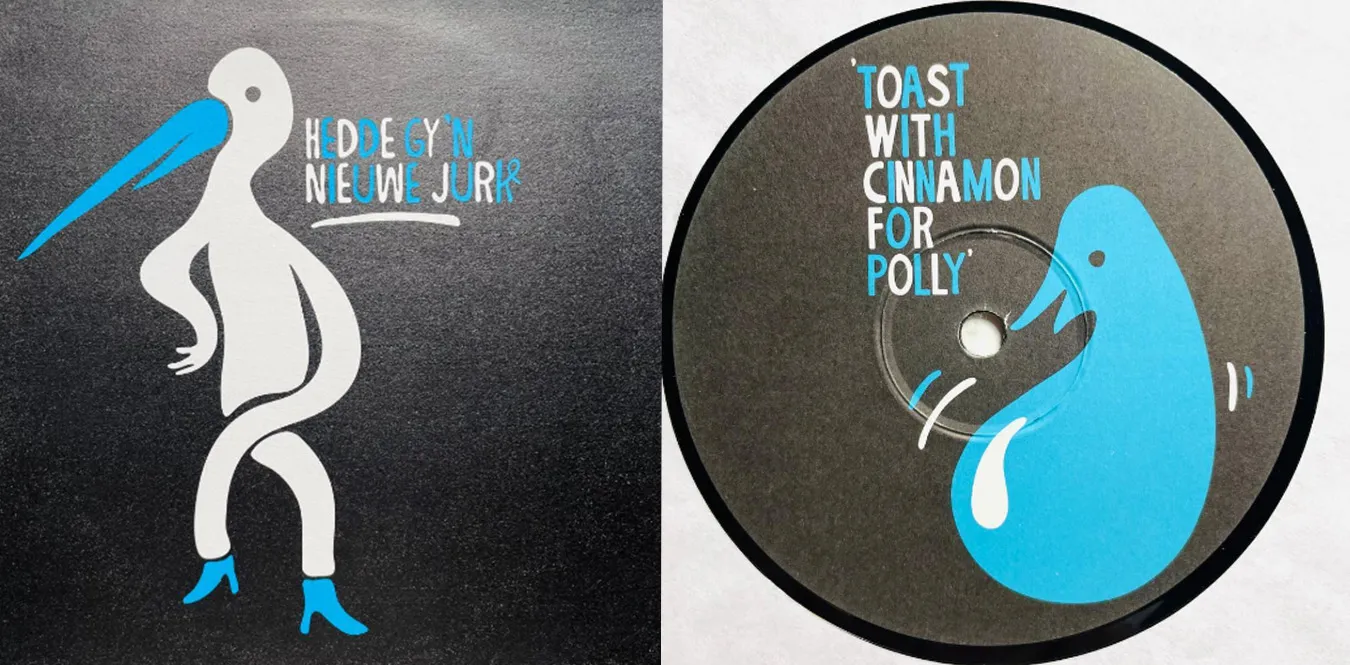 HEDDE GY 'N
NIEUWE JURK
'TOAST
WITH
CINNAMON
FOR
POLLY'